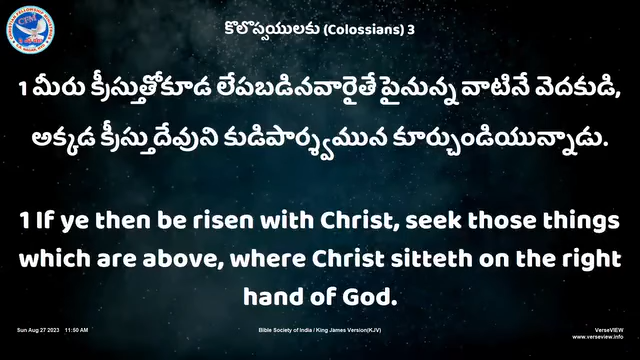 CFM
కొలొస్సయులకు (Colossians) 3
1 మీరు క్రీస్తుతోకూడ లేపబడినవారైతే పైనున్న వాటినే వెదకుడి,
అక్కడ క్రీస్తు దేవుని కుడిపార్శ్వమున కూర్చుండియున్నాడు.
1 If ye then be risen with Christ, seek those things
which are above, where Christ sitteth on the right
hand of God.
Sun Aug 27 2023 11:50 AM
Bible Society of India / King James Version(KJV)
VerseVIEW
www.verseview.info